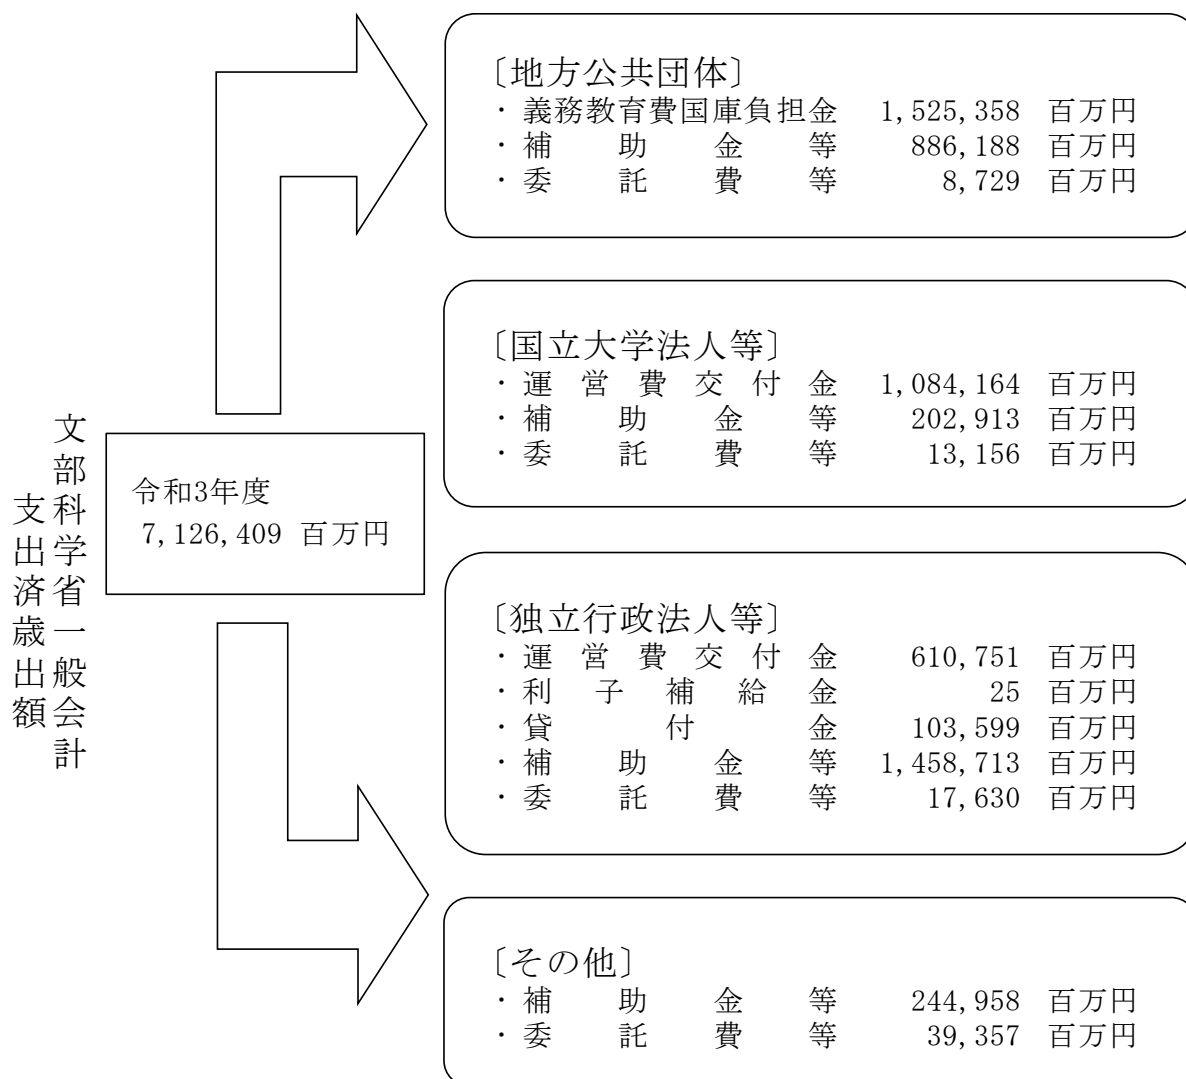 文部科学省一般会計
支出済歳出額
令和3年度
7,126,409 百万円
〔地方公共団体〕
・義務教育費国庫負担金 1,525,358 百万円
・補助金等 886,188 百万円
・委託費等 8,729 百万円
〔国立大学法人等〕
・運営費交付金 1,084,164 百万円
・補助金等 202,913 百万円
・委託費等 13,156 百万円
〔独立行政法人等〕
・運営費交付金 610,751 百万円
・利子補給金 25 百万円
・貸付金 103,599 百万円
・補助金等 1,458,713 百万円
・委託費等 17,630 百万円
〔その他〕
・補助金等 244,958 百万円
・委託費等 39,357 百万円